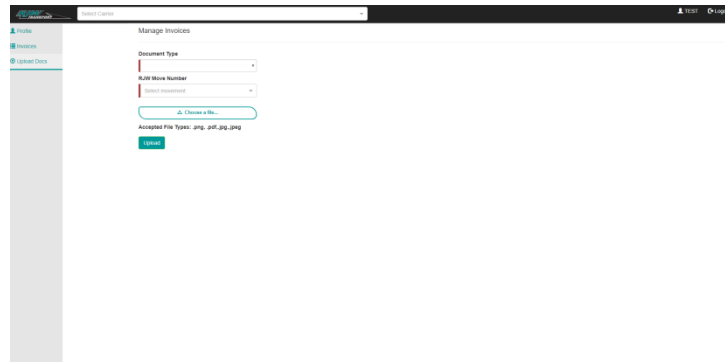 Select Carrier
TEST
Logo
Profile
Invoices
Upload Docs
Manage Invoices
Document Type
RJW Move Number
Select movement
Choose a file...
Accepted File Types: .png, .pdf,.jpg,.jpeg
Upload